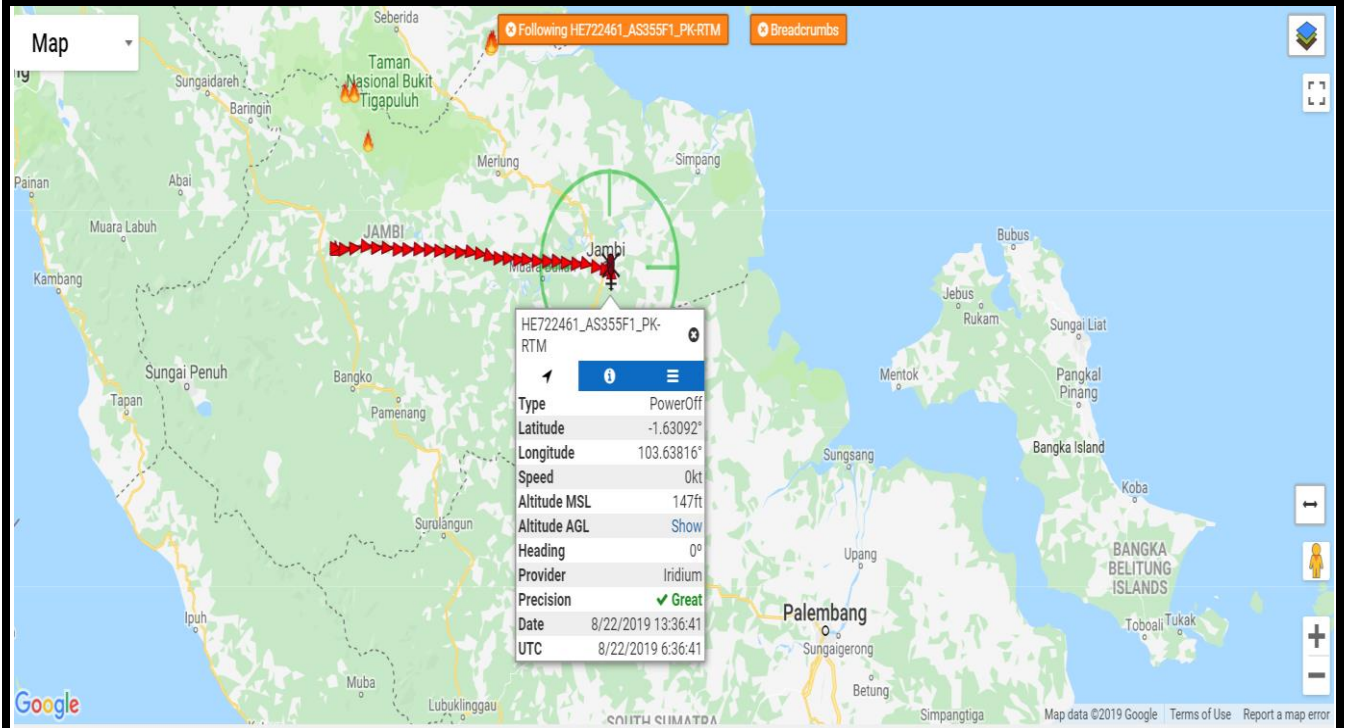 Map
Following HE722461_AS355F1_PK-RTM
Breadcrumbs
Seberida
Taman
Nasional Bukit
Tigapuluh
Sungaidareh
Baringin
Merlung
Simpang
Painan
Abai
Muara Labuh
JAMBI
Jambi
Kambang
Bubus
Jebus
Rukam
Sungai Liat
Sungai Penuh
Bangko
Pamenang
Tapan
Mentok
Pangkal
Pinang
Bangka Island
Sungsang
Koba
Surulangun
Upang
BANGKA
BELITUNG
ISLANDS
Ipuh
Palembang
Toboali
Tukak
Sungaigerong
Muba
Lubuklinggau
Betung
SOUTH SUMATRA
Simpangtiga
HE722461_AS355F1_PK-
RTM
Type PowerOff
Latitude -1.63092°
Longitude 103.63816°
Speed 0kt
Altitude MSL 147ft
Altitude AGL Show
Heading 0º
Provider Iridium
Precision Great
Date 8/22/2019 13:36:41
UTC 8/22/2019 6:36:41
Google
Map data ©2019 Google Terms of Use Report a map error